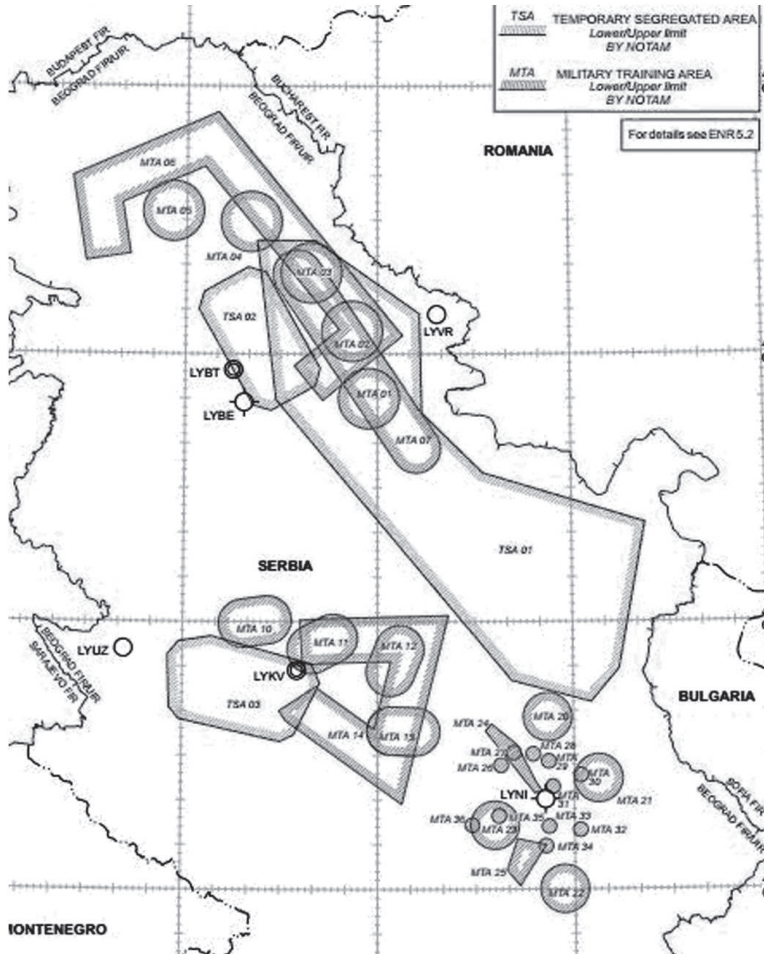 TSA TEMPORARY SEGREGATED AREA
Lower/Upper limit
BY NOTAM
MTA MILITARY TRAINING AREA
Lower/Upper limit
BY NOTAM
For details see ENR 5.2
BUDAPEST FIR
BEOGRAD FIR/UIR
BUCHAREST FIR
BEOGRAD FIR/UIR
ROMANIA
MTA 06
MTA 05
MTA 04
MTA 03
TSA 02
LYVR
MTA 02
LYBT
LYBE
MTA 01
MTA 07
TSA 01
SERBIA
MTA 10
MTA 11
MTA 12
LYUZ
BEOGRAD FIR/UIR
SARAJEVO FIR
LYKV
TSA 03
BULGARIA
MTA 14
MTA 15
MTA 24
MTA 20
MTA 27
MTA 28
MTA 29
MTA 26
MTA 30
LYNI
MTA 31
MTA 21
SOFIA FIR
BEOGRAD FIR/UIR
MTA 36
MTA 23
MTA 35
MTA 33
MTA 32
MTA 34
MTA 25
MTA 22
MONTENEGRO